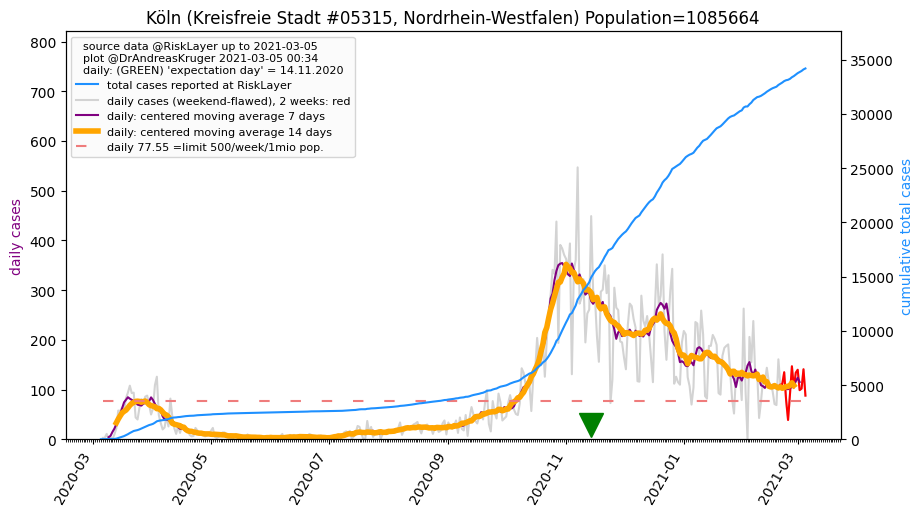 Köln (Kreisfreie Stadt #05315, Nordrhein-Westfalen) Population=1085664
source data @RiskLayer up to 2021-03-05
plot @DrAndreasKruger 2021-03-05 00:34
daily: (GREEN) 'expectation day' = 14.11.2020
total cases reported at RiskLayer
daily cases (weekend-flawed), 2 weeks: red
daily: centered moving average 7 days
daily: centered moving average 14 days
daily 77.55 =limit 500/week/1mio pop.
daily cases
800
700
600
500
400
300
200
100
0
cumulative total cases
35000
30000
25000
20000
15000
10000
5000
0
2020-03
2020-05
2020-07
2020-09
2020-11
2021-01
2021-03